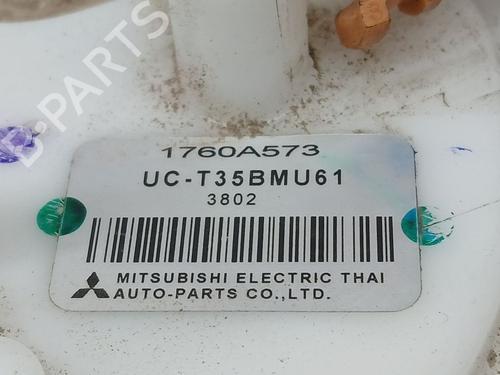 D-PARTS
1760A573
UC-T35BMU61
3802
MITSUBISHI ELECTRIC THAI
AUTO-PARTS CO.,LTD.